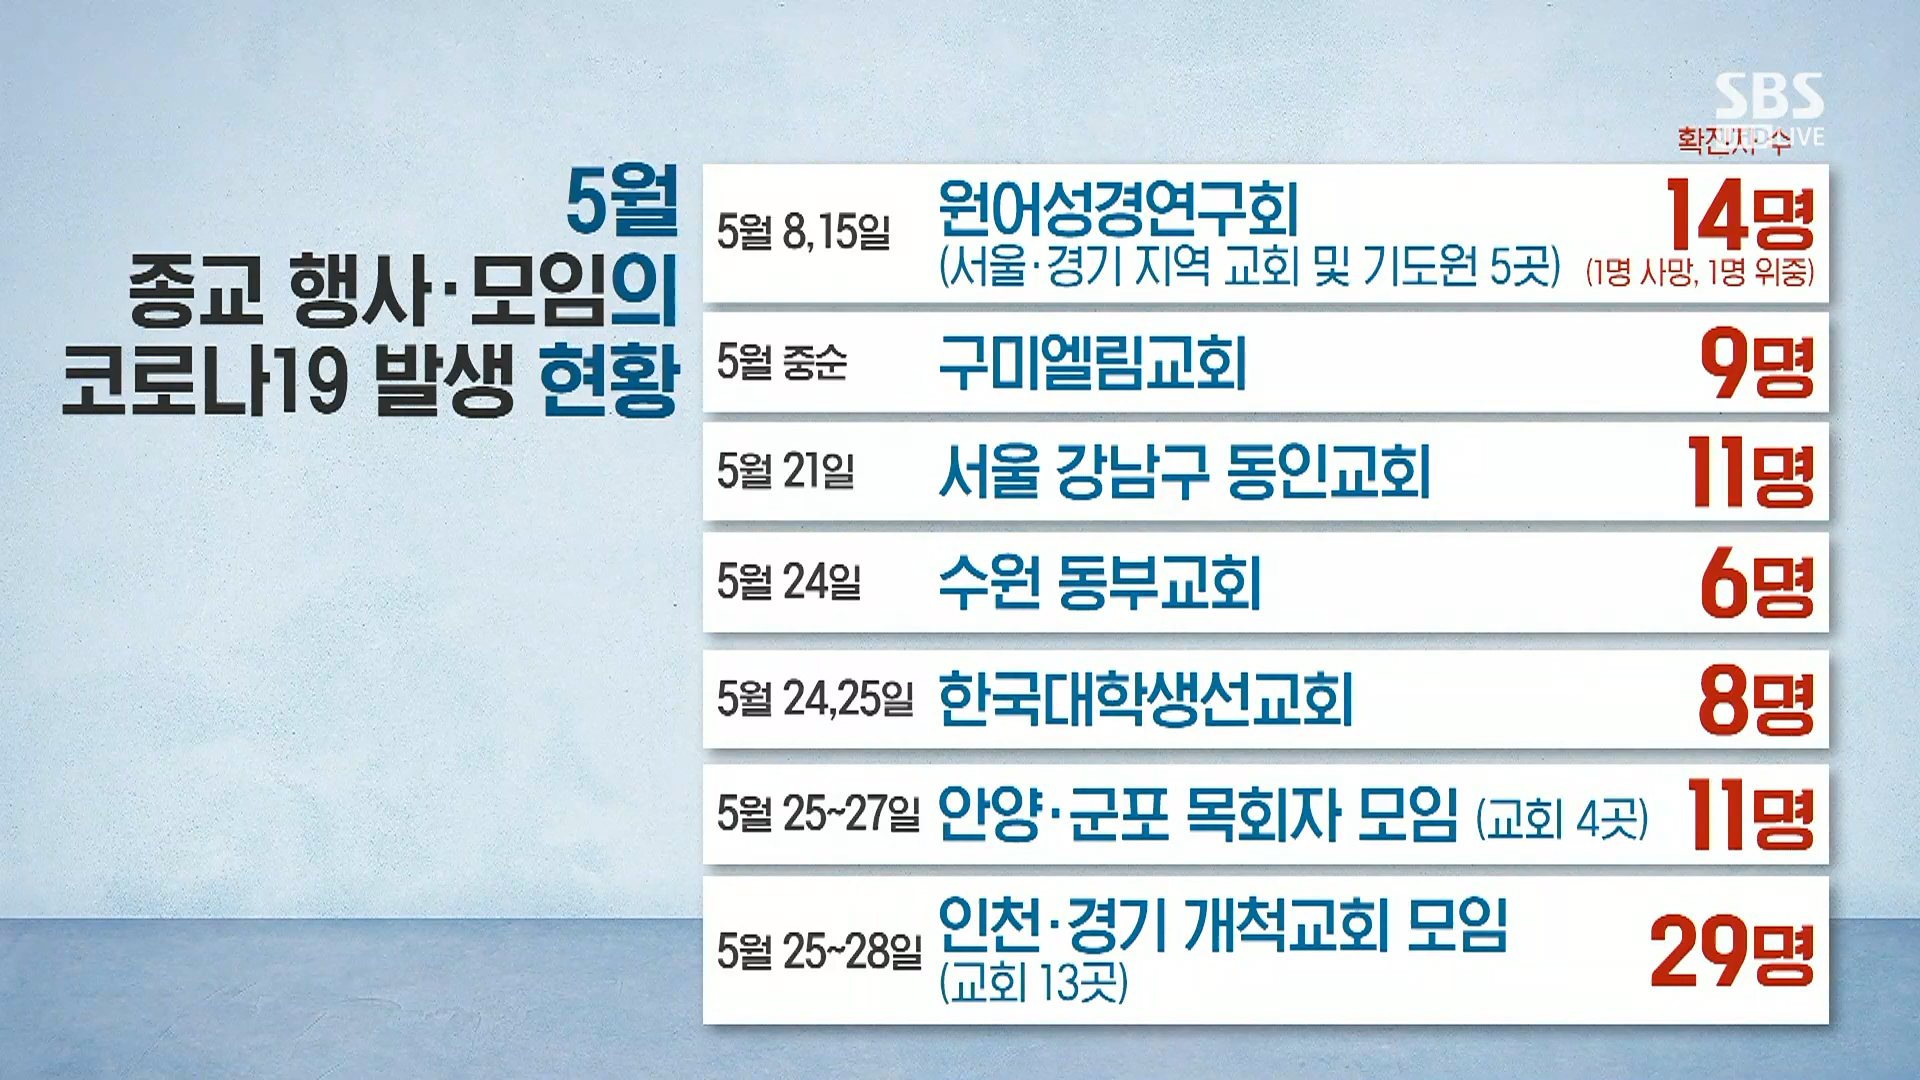 SBS
확진자 수
5월
종교 행사·모임의
코로나19 발생 현황
5월 8,15일 원어성경연구회 14명
(서울·경기 지역 교회 및 기도원 5곳) (1명 사망, 1명 위중)
5월 중순 구미엘림교회 9명
5월 21일 서울 강남구 동인교회 11명
5월 24일 수원 동부교회 6명
5월 24,25일 한국대학생선교회 8명
5월 25~27일 안양·군포 목회자 모임 (교회 4곳) 11명
5월 25~28일 인천·경기 개척교회 모임 29명
(교회 13곳)